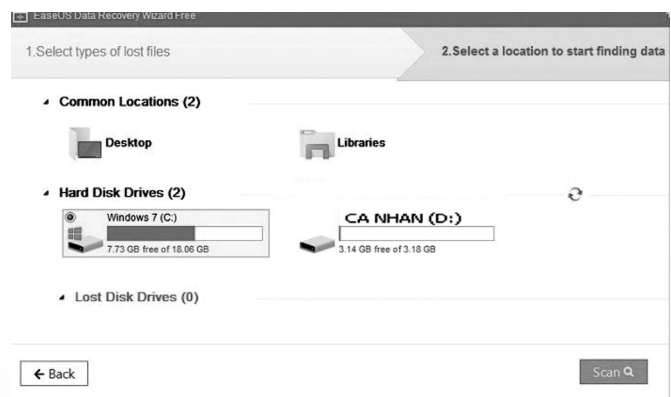 EaseUS Data Recovery Wizard Free
1.Select types of lost files
2.Select a location to start finding data
Common Locations (2)
Desktop
Libraries
Hard Disk Drives (2)
Windows 7 (C:)
7.73 GB free of 18.06 GB
CA NHAN (D:)
3.14 GB free of 3.18 GB
Lost Disk Drives (0)
Back
Scan